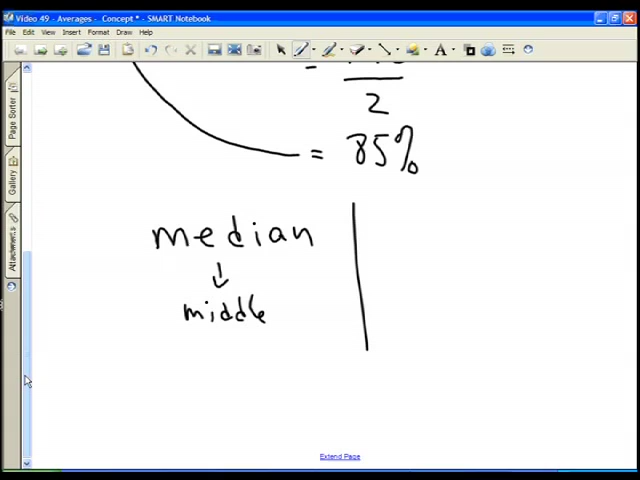 Video 49 - Averages - Concept * - SMART Notebook
File Edit View Insert Format Draw Help
Page Sorter
Gallery
Attachments
=
2
= 85%
median
↓
middle
Extend Page